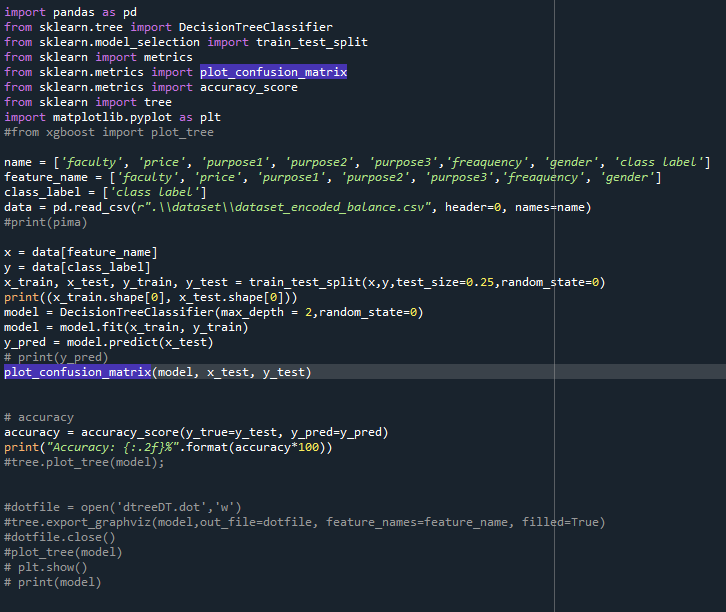 import pandas as pd
from sklearn.tree import DecisionTreeClassifier
from sklearn.model_selection import train_test_split
from sklearn import metrics
from sklearn.metrics import plot_confusion_matrix
from sklearn.metrics import accuracy_score
from sklearn import tree
import matplotlib.pyplot as plt
#from xgboost import plot_tree
name = ['faculty', 'price', 'purpose1', 'purpose2', 'purpose3','freaquency', 'gender', 'class label']
feature_name = ['faculty', 'price', 'purpose1', 'purpose2', 'purpose3','freaquency', 'gender']
class_label = ['class label']
data = pd.read_csv(r".\\dataset\\dataset_encoded_balance.csv", header=0, names=name)
#print(pima)
x = data[feature_name]
y = data[class_label]
x_train, x_test, y_train, y_test = train_test_split(x,y,test_size=0.25,random_state=0)
print((x_train.shape[0], x_test.shape[0]))
model = DecisionTreeClassifier(max_depth = 2,random_state=0)
model = model.fit(x_train, y_train)
y_pred = model.predict(x_test)
# print(y_pred)
plot_confusion_matrix(model, x_test, y_test)
# accuracy
accuracy = accuracy_score(y_true=y_test, y_pred=y_pred)
print("Accuracy: {:.2f}%".format(accuracy*100))
#tree.plot_tree(model);
#dotfile = open('dtreeDT.dot','w')
#tree.export_graphviz(model,out_file=dotfile, feature_names=feature_name, filled=True)
#dotfile.close()
#plot_tree(model)
# plt.show()
# print(model)